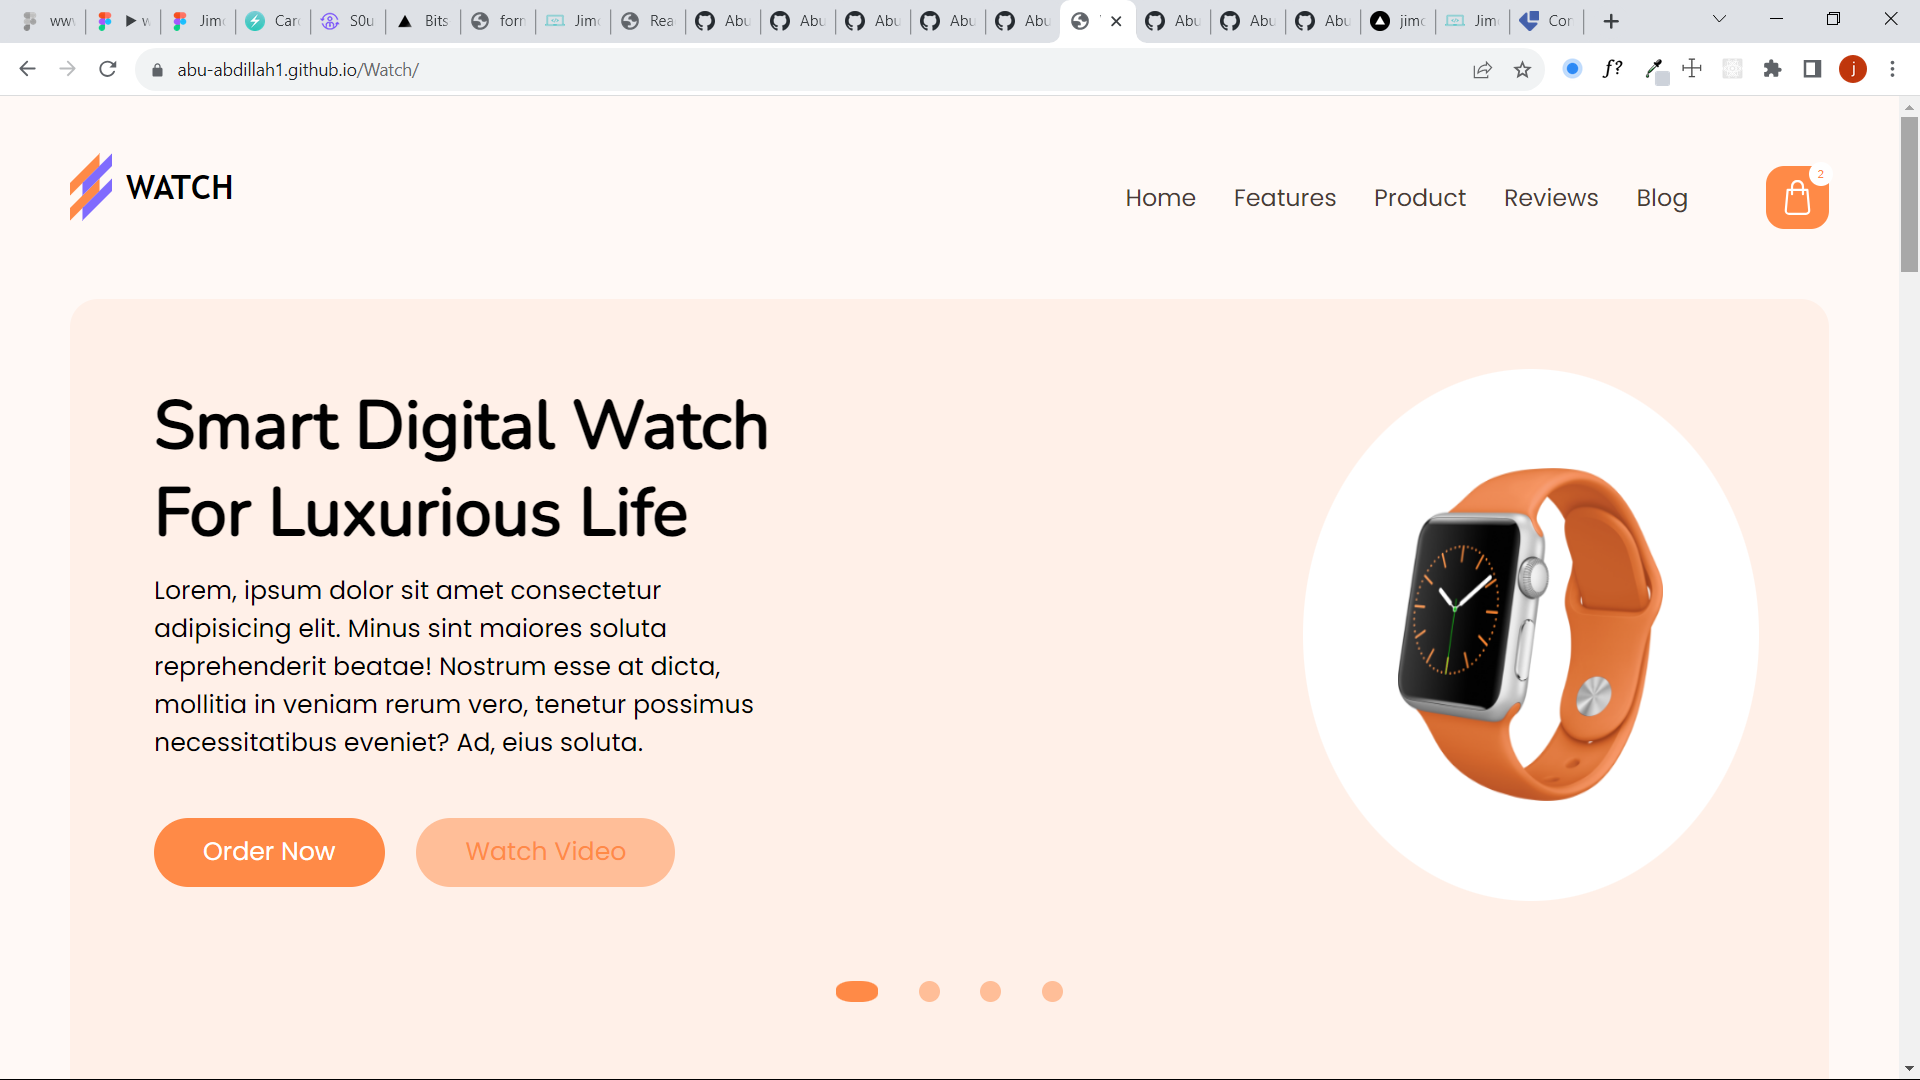 Jim
Car
S0u
Bits
for
Jim
Rea
Abu
Abu
Abu
Abu
Abu
Abu
Abu
Abu
jim
Jim
Con
abu-abdillah1.github.io/Watch/
f?
j
WATCH
Home Features Product Reviews Blog
2
Smart Digital Watch
For Luxurious Life
Lorem, ipsum dolor sit amet consectetur
adipisicing elit. Minus sint maiores soluta
reprehenderit beatae! Nostrum esse at dicta,
mollitia in veniam rerum vero, tenetur possimus
necessitatibus eveniet? Ad, eius soluta.
Order Now Watch Video